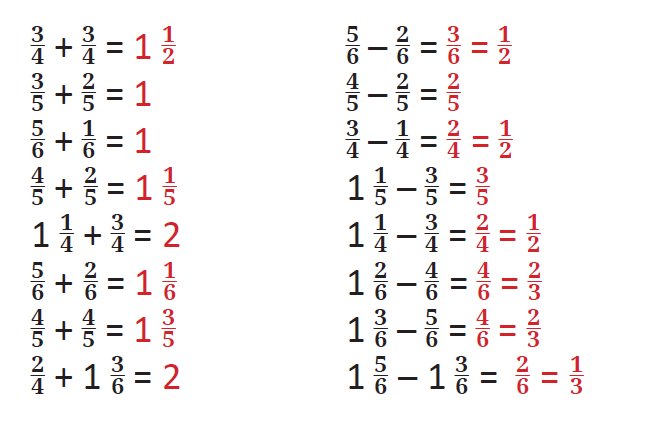 3/4 + 3/4 = 1 1/2
3/5 + 2/5 = 1
5/6 + 1/6 = 1
4/5 + 2/5 = 1 1/5
1 1/4 + 3/4 = 2
5/6 + 2/6 = 1 1/6
4/5 + 4/5 = 1 3/5
2/4 + 1 3/6 = 2
5/6 – 2/6 = 3/6 = 1/2
4/5 – 2/5 = 2/5
3/4 – 1/4 = 2/4 = 1/2
1 1/5 – 3/5 = 3/5
1 1/4 – 3/4 = 2/4 = 1/2
1 2/6 – 4/6 = 4/6 = 2/3
1 3/6 – 5/6 = 4/6 = 2/3
1 5/6 – 1 3/6 = 2/6 = 1/3